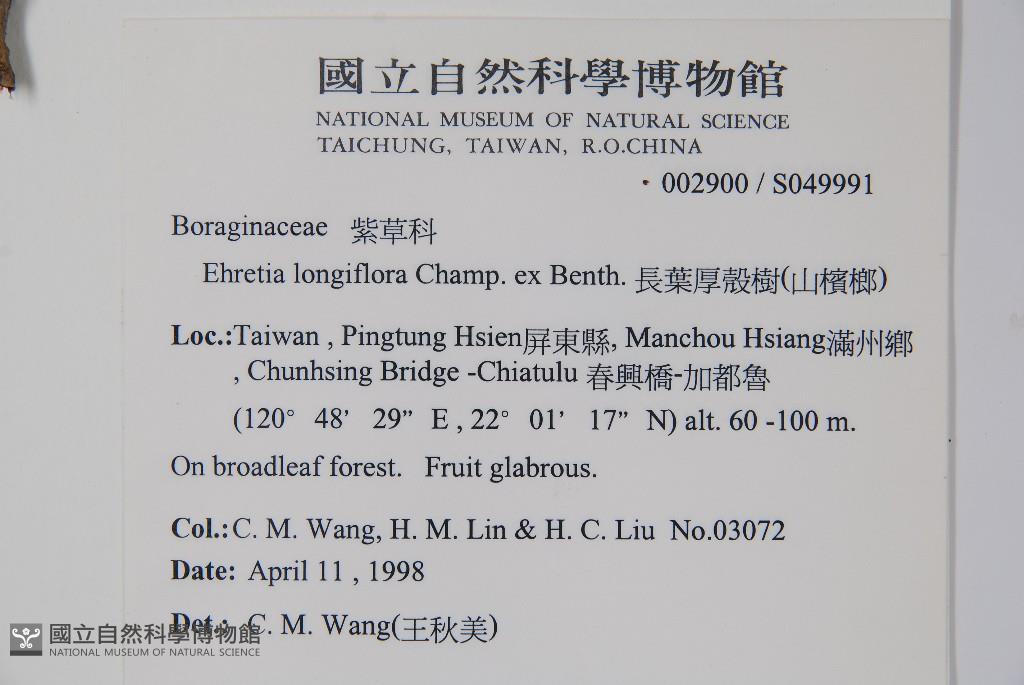 國立自然科學博物館
NATIONAL MUSEUM OF NATURAL SCIENCE
TAICHUNG, TAIWAN, R.O.CHINA
002900 / S049991
Boraginaceae 紫草科
Ehretia longiflora Champ. ex Benth. 長葉厚殼樹(山檳榔)
Loc.:Taiwan , Pingtung Hsien屏東縣, Manchou Hsiang滿州鄉
, Chunhsing Bridge -Chiatulu 春興橋-加都魯
(120° 48’ 29” E , 22° 01’ 17” N) alt. 60 -100 m.
On broadleaf forest. Fruit glabrous.
Col.: C. M. Wang, H. M. Lin & H. C. Liu No.03072
Date: April 11 , 1998
Det.: C. M. Wang(王秋美)
國立自然科學博物館
NATIONAL MUSEUM OF NATURAL SCIENCE